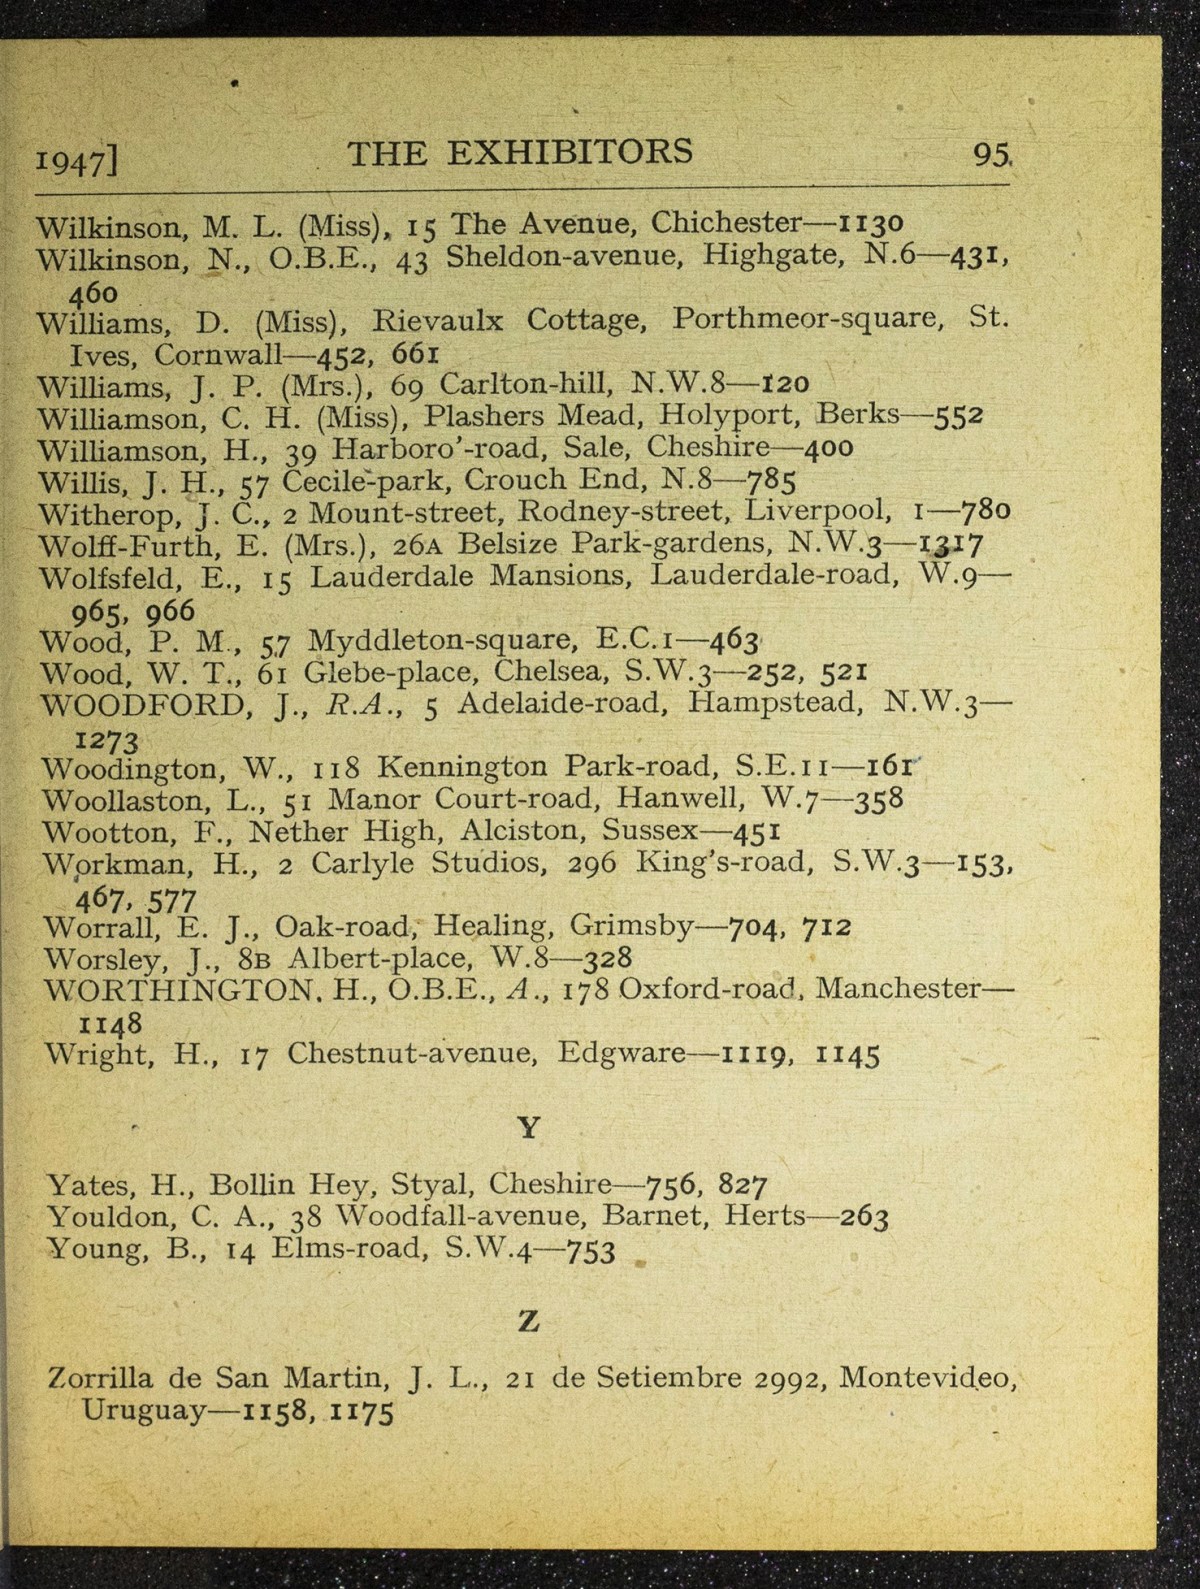 1947] THE EXHIBITORS 95
Wilkinson, M. L. (Miss), 15 The Avenue, Chichester—1130
Wilkinson, N., O.B.E., 43 Sheldon-avenue, Highgate, N.6—431,
460
Williams, D. (Miss), Rievaulx Cottage, Porthmeor-square, St.
Ives, Cornwall—452, 661
Williams, J. P. (Mrs.), 69 Carlton-hill, N.W.8—120
Williamson, C. H. (Miss), Plashers Mead, Holyport, Berks—552
Williamson, H., 39 Harboro'-road, Sale, Cheshire—400
Willis, J. H., 57 Cecile-park, Crouch End, N.8—785
Witherop, J. C., 2 Mount-street, Rodney-street, Liverpool, 1—780
Wolff-Furth, E. (Mrs.), 26A Belsize Park-gardens, N.W.3—1317
Wolfsfeld, E., 15 Lauderdale Mansions, Lauderdale-road, W.9—
965, 966
Wood, P. M., 57 Myddleton-square, E.C.1—463
Wood, W. T., 61 Glebe-place, Chelsea, S.W.3—252, 521
WOODFORD, J., R.A., 5 Adelaide-road, Hampstead, N.W.3—
1273
Woodington, W., 118 Kennington Park-road, S.E.11—161
Woollaston, L., 51 Manor Court-road, Hanwell, W.7—358
Wootton, F., Nether High, Alciston, Sussex—451
Workman, H., 2 Carlyle Studios, 296 King's-road, S.W.3—153,
467, 577
Worrall, E. J., Oak-road, Healing, Grimsby—704, 712
Worsley, J., 8B Albert-place, W.8—328
WORTHINGTON, H., O.B.E., A., 178 Oxford-road, Manchester—
1148
Wright, H., 17 Chestnut-avenue, Edgware—1119, 1145
Y
Yates, H., Bollin Hey, Styal, Cheshire—756, 827
Youldon, C. A., 38 Woodfall-avenue, Barnet, Herts—263
Young, B., 14 Elms-road, S.W.4—753
Z
Zorrilla de San Martin, J. L., 21 de Setiembre 2992, Montevideo,
Uruguay—1158, 1175